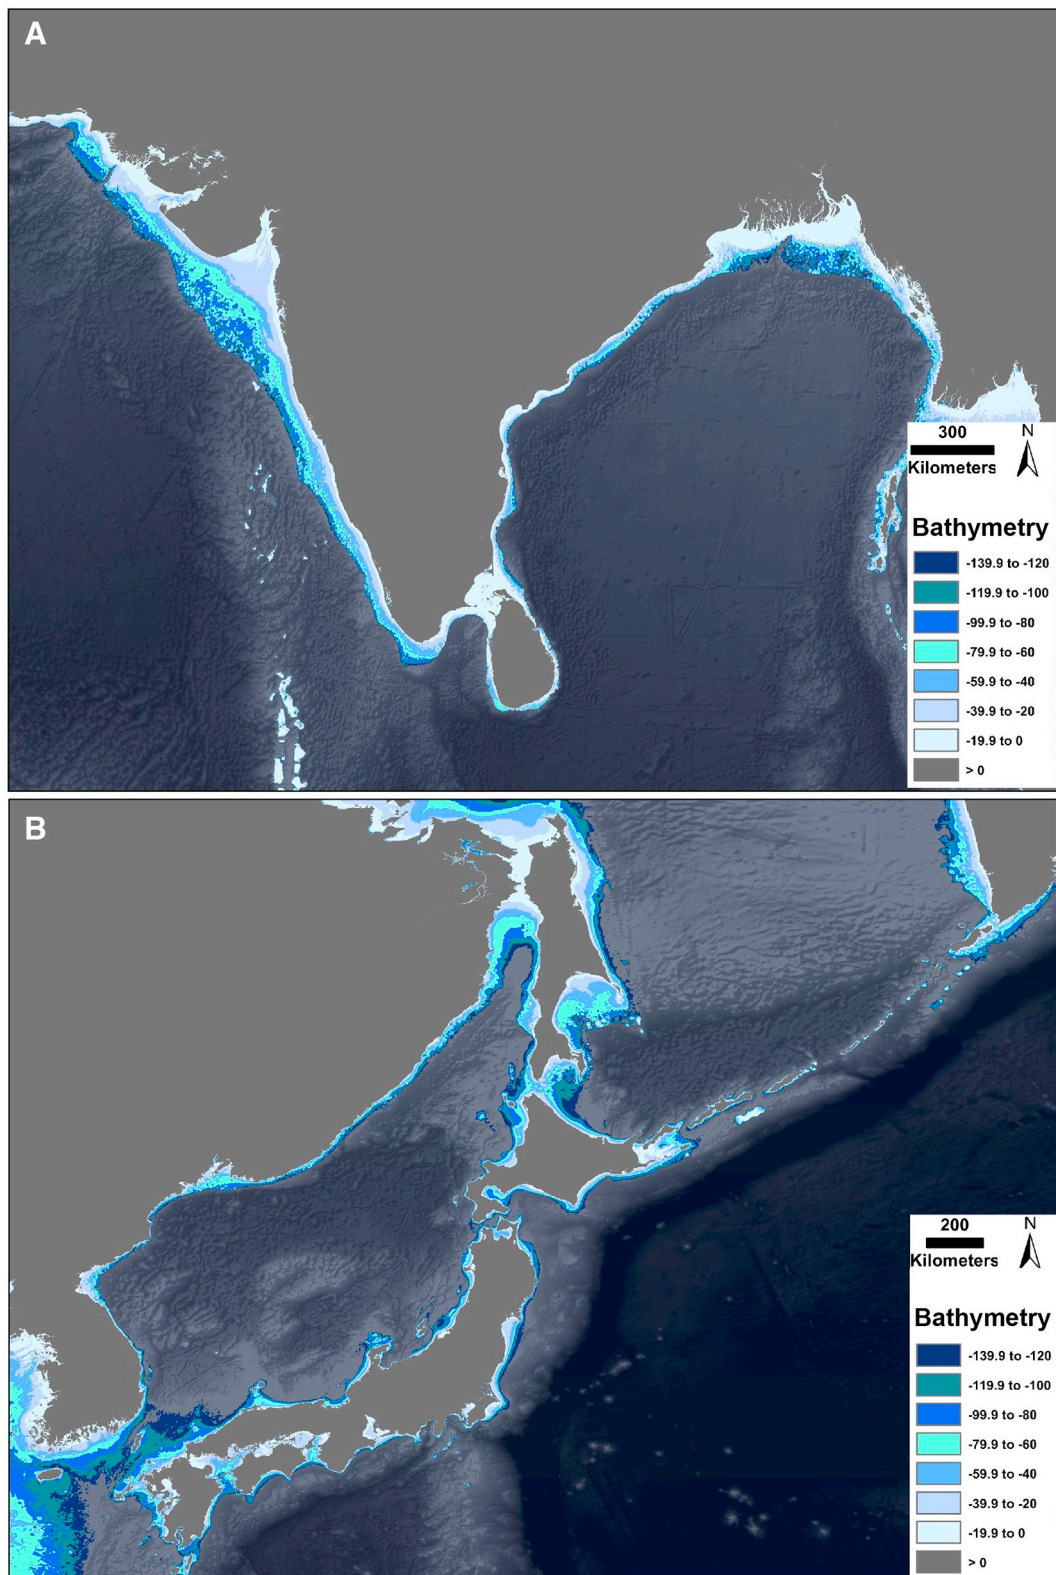 A
300
N
Kilometers
Bathymetry
-139.9 to -120
-119.9 to -100
-99.9 to -80
-79.9 to -60
-59.9 to -40
-39.9 to -20
-19.9 to 0
> 0
B
200
N
Kilometers
Bathymetry
-139.9 to -120
-119.9 to -100
-99.9 to -80
-79.9 to -60
-59.9 to -40
-39.9 to -20
-19.9 to 0
> 0